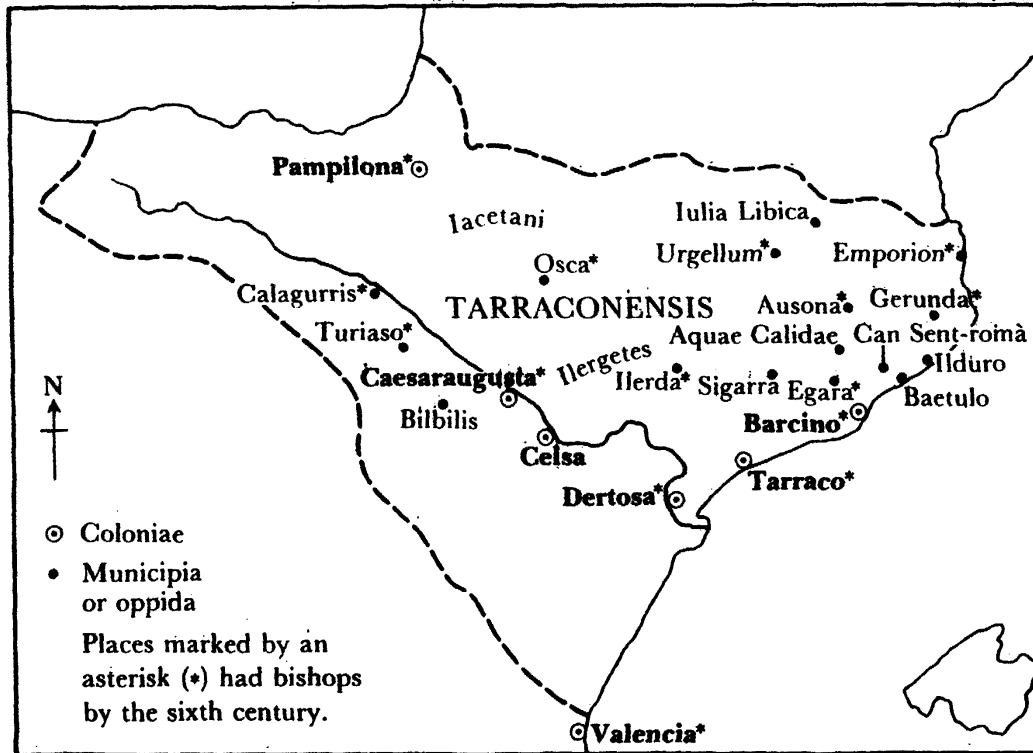 Pampilona*
Iacetani
Iulia Libica
Urgellum*
Emporion*
Osca*
Calagurris*
TARRACONENSIS
Ausona*
Gerunda*
Turiaso*
Aquae Calidae
Can Sent-romà
Ilergetes
Ilduro
Caesaraugusta*
Ilerda*
Sigarra
Egara*
Baetulo
N
Bilbilis
Barcino*
Celsa
Tarraco*
Dertosa*
Coloniae
Municipia
or oppida
Places marked by an
asterisk (*) had bishops
by the sixth century.
Valencia*